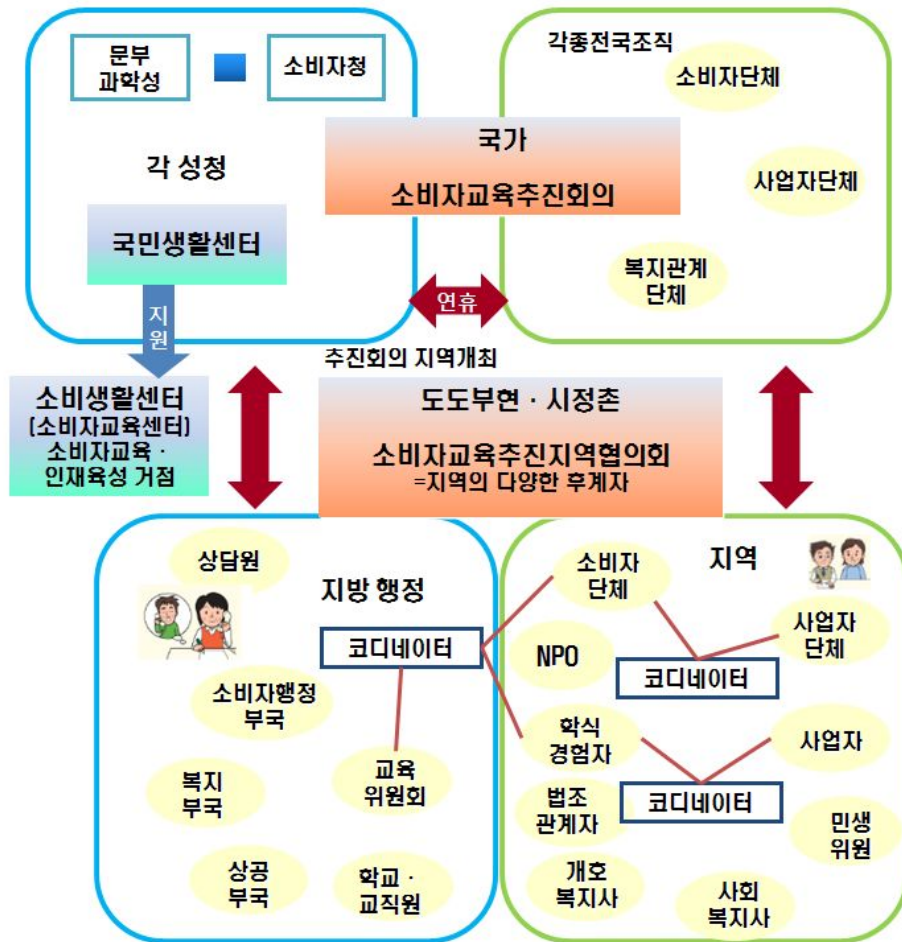 문부
과학성
소비자청
각 성청
국민생활센터
각종전국조직
소비자단체
사업자단체
복지관계
단체
국가
소비자교육추진회의
연휴
지원
추진회의 지역개최
소비생활센터
(소비자교육센터)
소비자교육 ·
인재육성 거점
도도부현 · 시정촌
소비자교육추진지역협의회
=지역의 다양한 후계자
상담원
지방 행정
코디네이터
소비자행정
부국
복지
부국
교육
위원회
상공
부국
학교 ·
교직원
지역
소비자
단체
사업자
단체
NPO
코디네이터
학식
경험자
사업자
코디네이터
법조
관계자
민생
위원
개호
복지사
사회
복지사